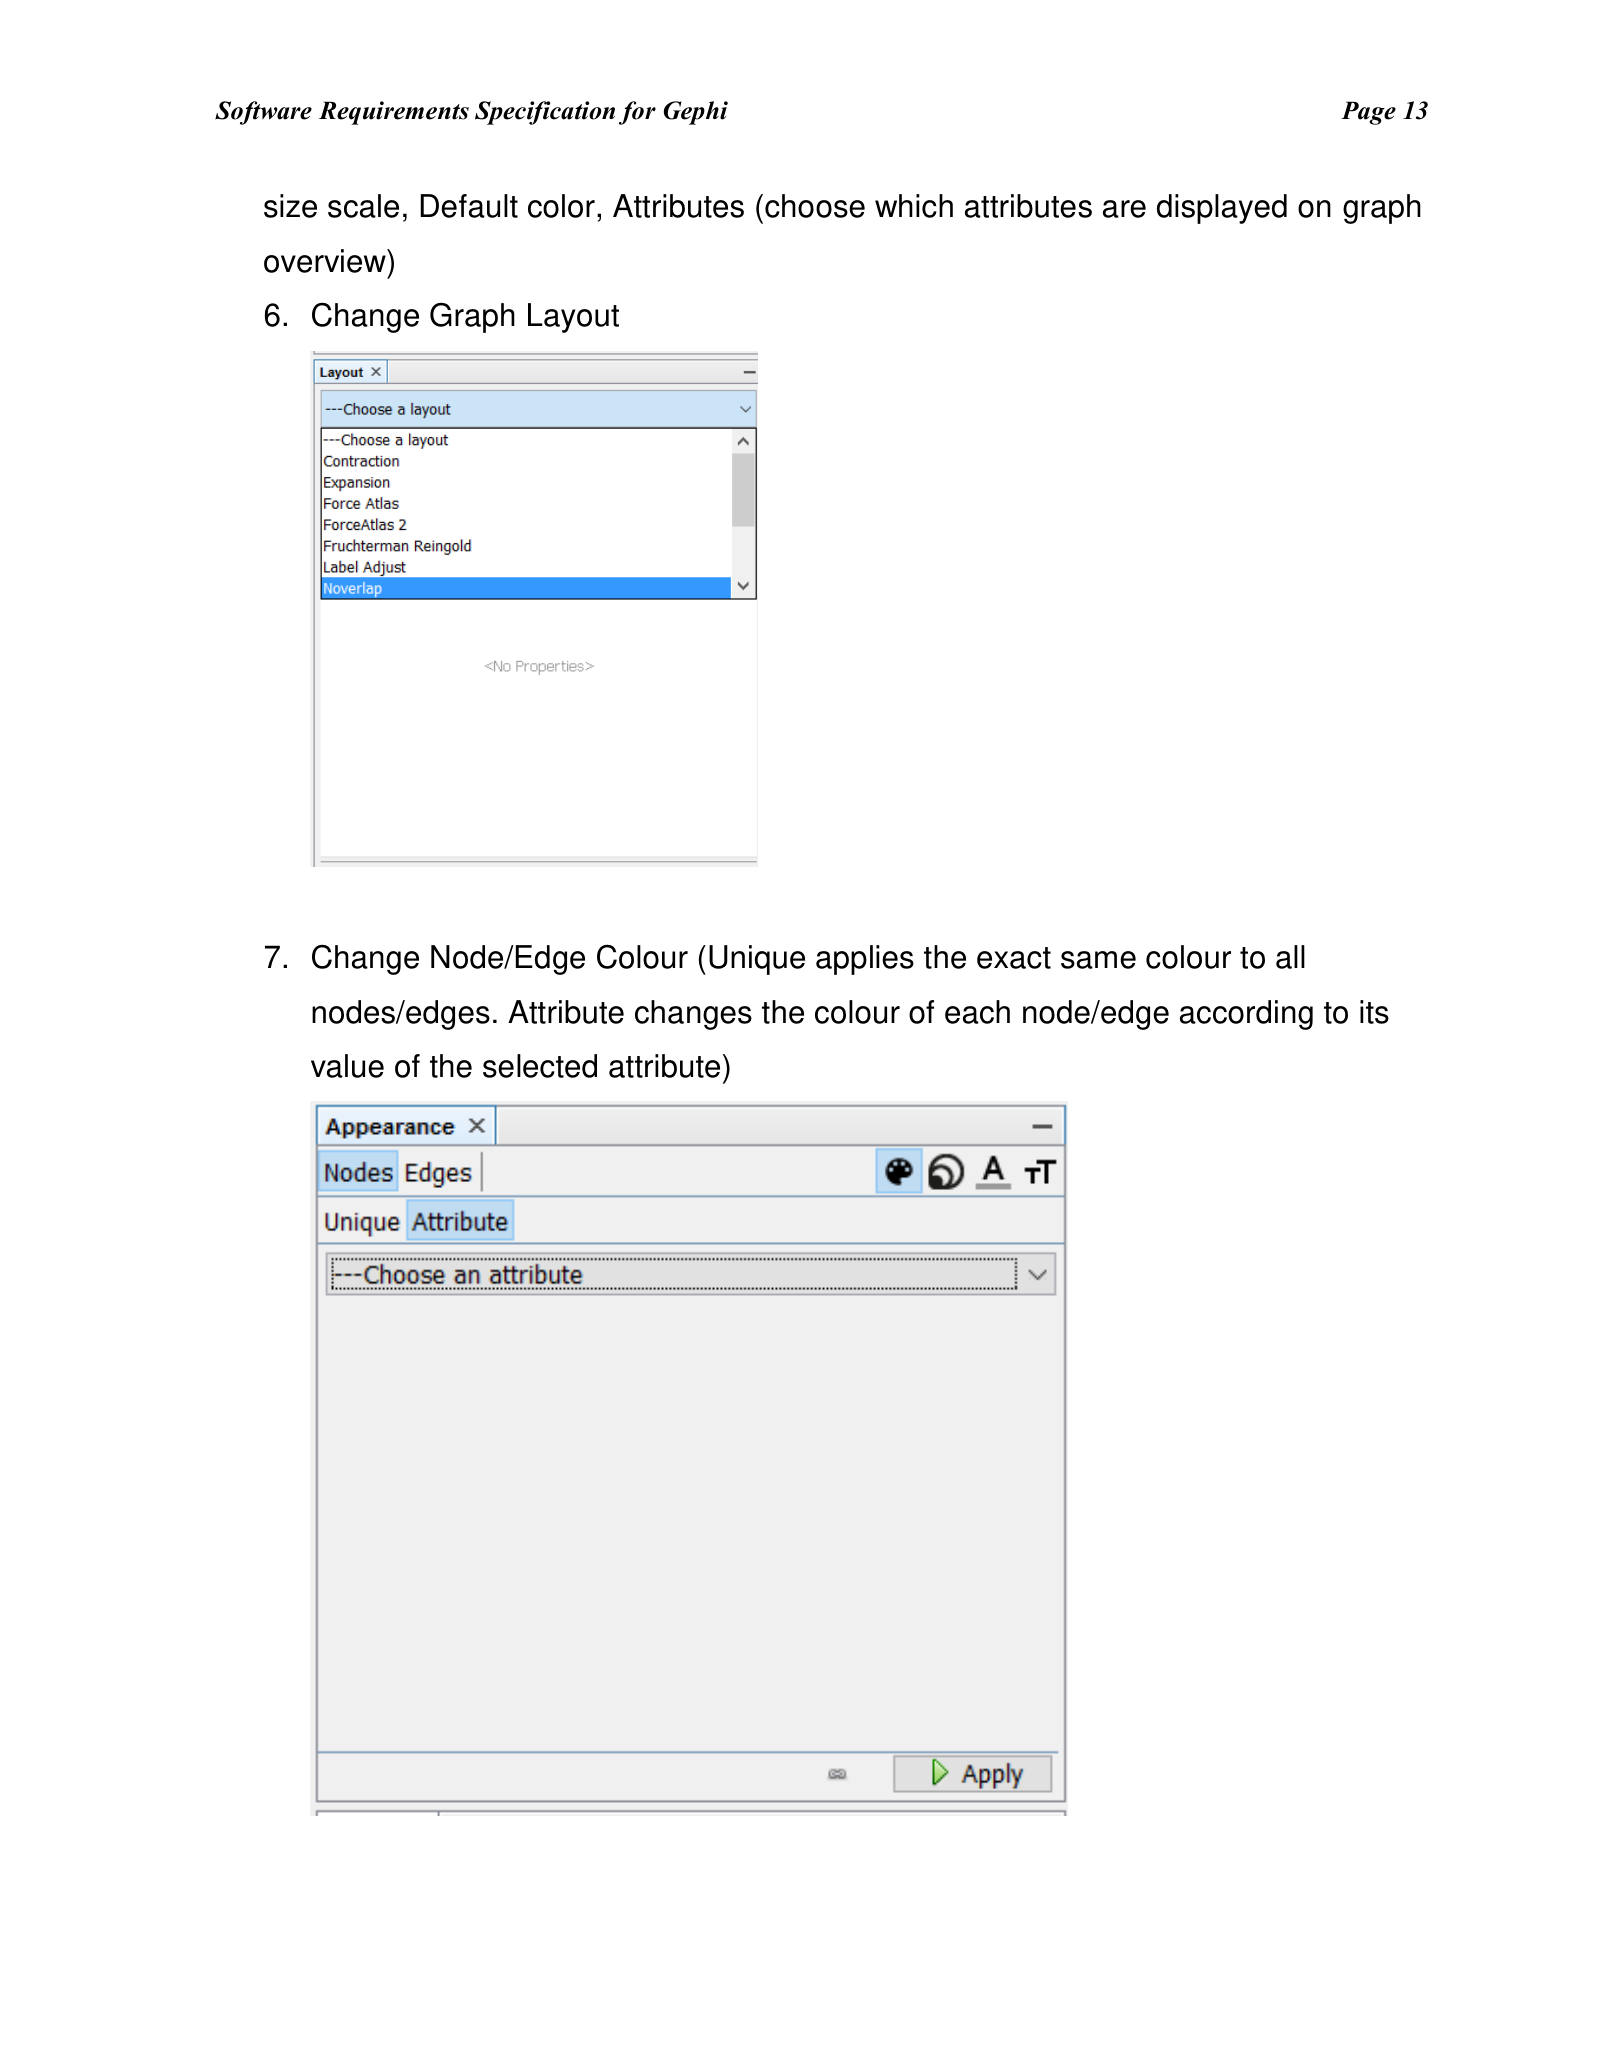 Software Requirements Specification for Gephi Page 13
size scale, Default color, Attributes (choose which attributes are displayed on graph
overview)
6. Change Graph Layout
Layout
---Choose a layout
---Choose a layout
Contraction
Expansion
Force Atlas
ForceAtlas 2
Fruchterman Reingold
Label Adjust
Noverlap
<No Properties>
7. Change Node/Edge Colour (Unique applies the exact same colour to all
nodes/edges. Attribute changes the colour of each node/edge according to its
value of the selected attribute)
Appearance
Nodes Edges A TT
Unique Attribute
---Choose an attribute
Apply